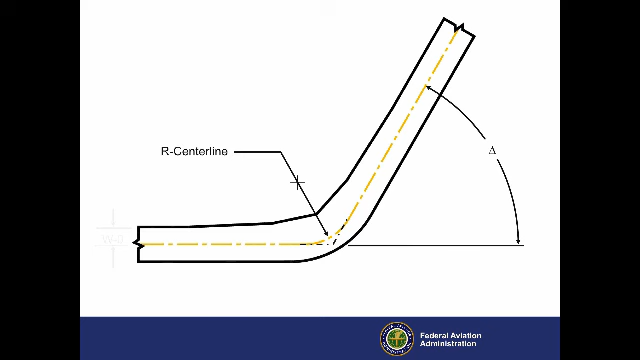 R-Centerline
Δ
Federal Aviation
Administration